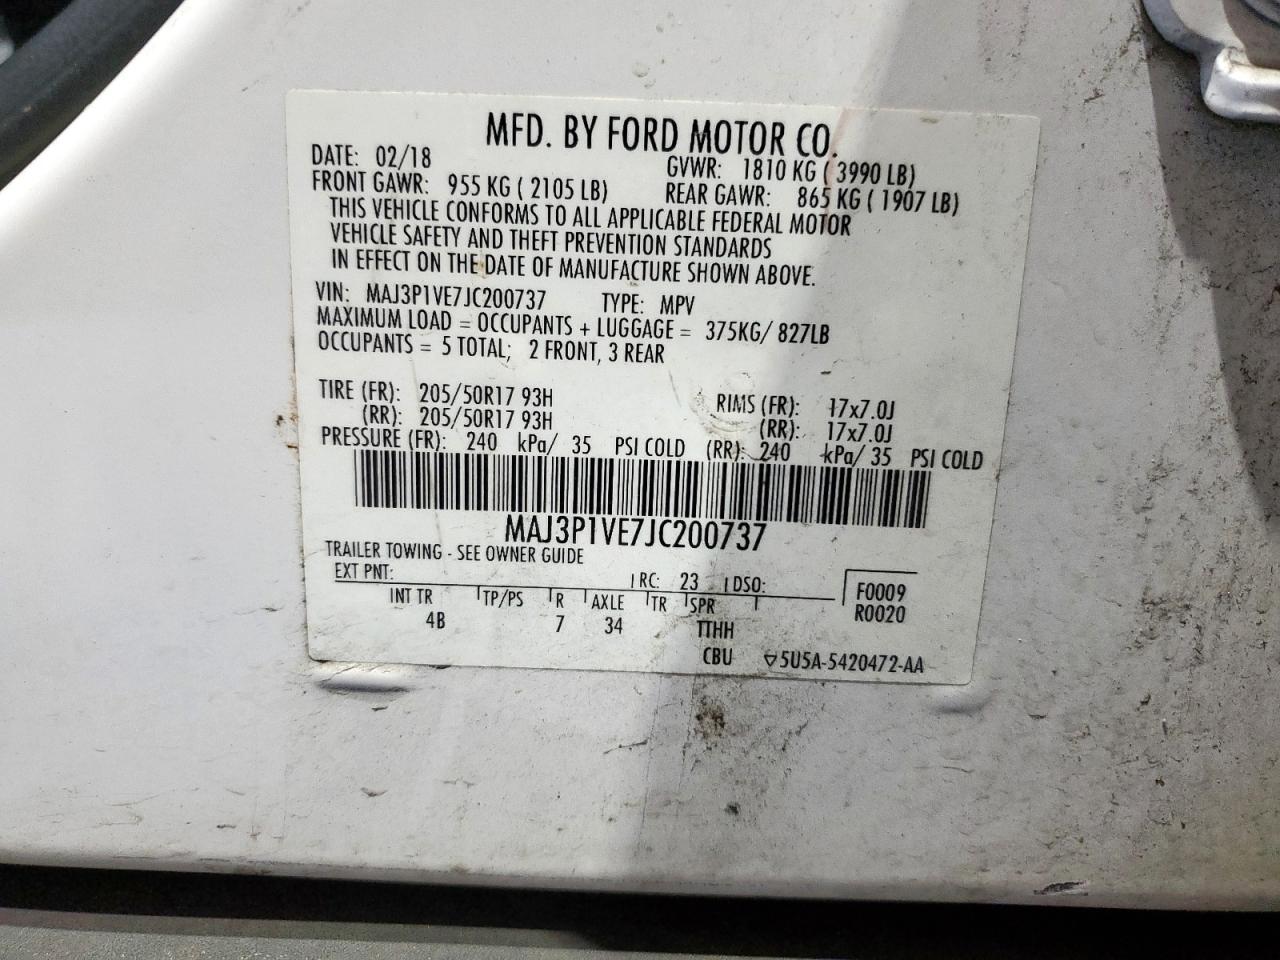 MFD. BY FORD MOTOR CO.
DATE: 02/18 GVWR: 1810 KG ( 3990 LB)
FRONT GAWR: 955 KG ( 2105 LB) REAR GAWR: 865 KG ( 1907 LB)
THIS VEHICLE CONFORMS TO ALL APPLICABLE FEDERAL MOTOR
VEHICLE SAFETY AND THEFT PREVENTION STANDARDS
IN EFFECT ON THE DATE OF MANUFACTURE SHOWN ABOVE.
VIN: MAJ3P1VE7JC200737 TYPE: MPV
MAXIMUM LOAD = OCCUPANTS + LUGGAGE = 375KG/ 827LB
OCCUPANTS = 5 TOTAL; 2 FRONT, 3 REAR
TIRE (FR): 205/50R17 93H RIMS (FR): 17x7.0J
(RR): 205/50R17 93H (RR): 17x7.0J
PRESSURE (FR): 240 kPa/ 35 PSI COLD (RR): 240 kPa/ 35 PSI COLD
MAJ3P1VE7JC200737
TRAILER TOWING - SEE OWNER GUIDE
EXT PNT: RC: 23 DSO: F0009
INT TR TP/PS R AXLE TR SPR R0020
4B 7 34 TTHH
CBU ▽5U5A-5420472-AA